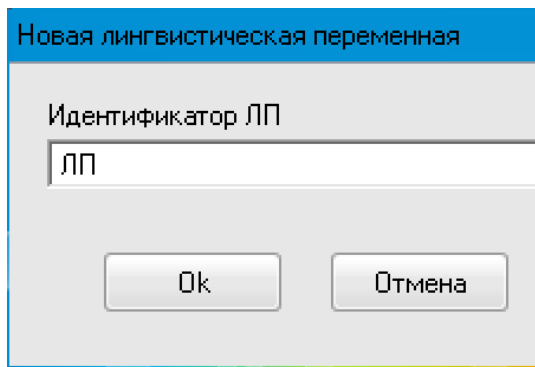 Новая лингвистическая переменная
Идентификатор ЛП
ЛП
Ok
Отмена